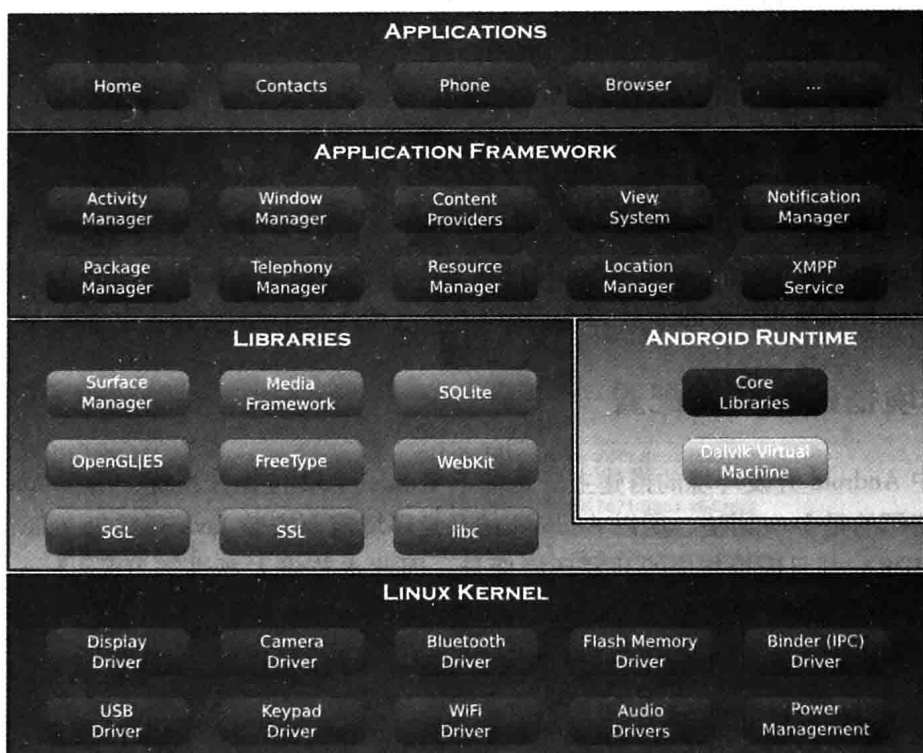 APPLICATIONS
Home
Contacts
Phone
Browser
...
APPLICATION FRAMEWORK
Activity
Manager
Window
Manager
Content
Providers
View
System
Notification
Manager
Package
Manager
Telephony
Manager
Resource
Manager
Location
Manager
XMPP
Service
LIBRARIES
Surface
Manager
Media
Framework
SQLite
OpenGL|ES
FreeType
WebKit
SGL
SSL
libc
ANDROID RUNTIME
Core
Libraries
Dalvik Virtual
Machine
LINUX KERNEL
Display
Driver
Camera
Driver
Bluetooth
Driver
Flash Memory
Driver
Binder (IPC)
Driver
USB
Driver
Keypad
Driver
WiFi
Driver
Audio
Drivers
Power
Management